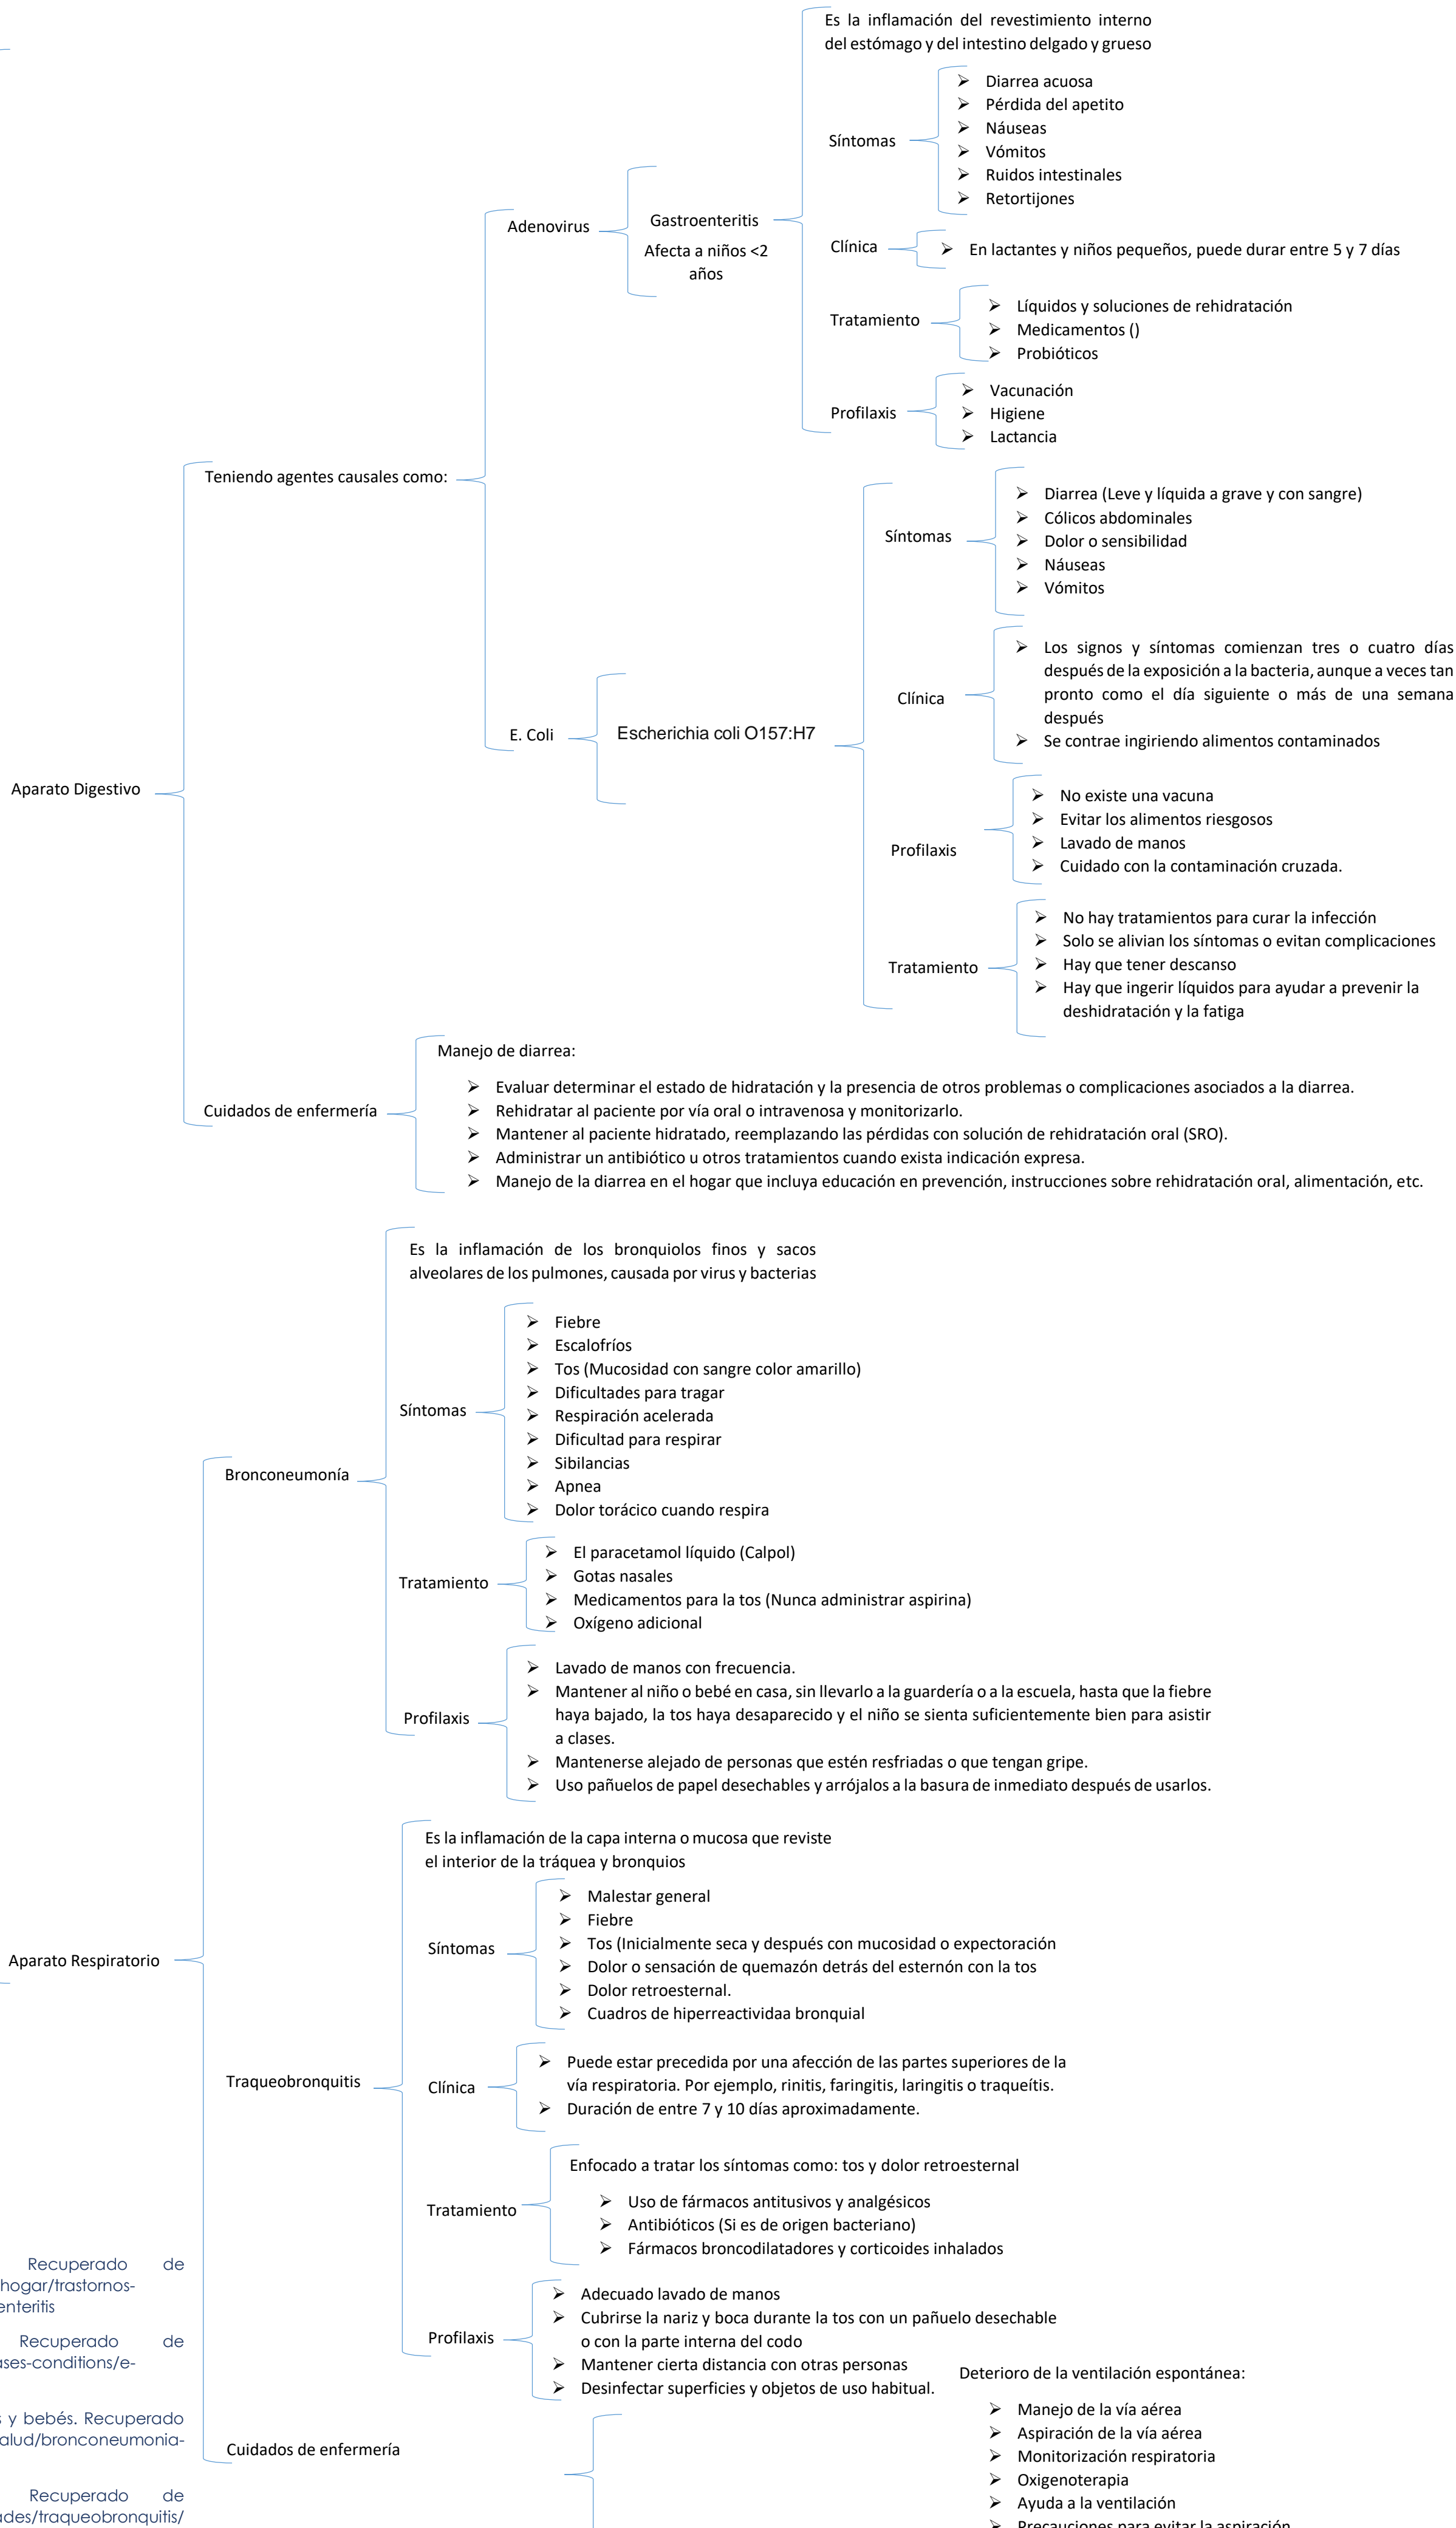 Es la inflamación del revestimiento interno
del estómago y del intestino delgado y grueso
Síntomas
➢ Diarrea acuosa
➢ Pérdida del apetito
➢ Náuseas
➢ Vómitos
➢ Ruidos intestinales
➢ Retortijones
Adenovirus
Gastroenteritis
Afecta a niños <2
años
Clínica
➢ En lactantes y niños pequeños, puede durar entre 5 y 7 días
Tratamiento
➢ Líquidos y soluciones de rehidratación
➢ Medicamentos ()
➢ Probióticos
Profilaxis
➢ Vacunación
➢ Higiene
➢ Lactancia
Teniendo agentes causales como:
Síntomas
➢ Diarrea (Leve y líquida a grave y con sangre)
➢ Cólicos abdominales
➢ Dolor o sensibilidad
➢ Náuseas
➢ Vómitos
Clínica
➢ Los signos y síntomas comienzan tres o cuatro días
después de la exposición a la bacteria, aunque a veces tan
pronto como el día siguiente o más de una semana
después
➢ Se contrae ingiriendo alimentos contaminados
E. Coli
Escherichia coli O157:H7
Aparato Digestivo
Profilaxis
➢ No existe una vacuna
➢ Evitar los alimentos riesgosos
➢ Lavado de manos
➢ Cuidado con la contaminación cruzada.
Tratamiento
➢ No hay tratamientos para curar la infección
➢ Solo se alivian los síntomas o evitan complicaciones
➢ Hay que tener descanso
➢ Hay que ingerir líquidos para ayudar a prevenir la
deshidratación y la fatiga
Cuidados de enfermería
Manejo de diarrea:
➢ Evaluar determinar el estado de hidratación y la presencia de otros problemas o complicaciones asociados a la diarrea.
➢ Rehidratar al paciente por vía oral o intravenosa y monitorizarlo.
➢ Mantener al paciente hidratado, reemplazando las pérdidas con solución de rehidratación oral (SRO).
➢ Administrar un antibiótico u otros tratamientos cuando exista indicación expresa.
➢ Manejo de la diarrea en el hogar que incluya educación en prevención, instrucciones sobre rehidratación oral, alimentación, etc.
Es la inflamación de los bronquiolos finos y sacos
alveolares de los pulmones, causada por virus y bacterias
Síntomas
➢ Fiebre
➢ Escalofríos
➢ Tos (Mucosidad con sangre color amarillo)
➢ Dificultades para tragar
➢ Respiración acelerada
➢ Dificultad para respirar
➢ Sibilancias
➢ Apnea
➢ Dolor torácico cuando respira
Bronconeumonía
Tratamiento
➢ El paracetamol líquido (Calpol)
➢ Gotas nasales
➢ Medicamentos para la tos (Nunca administrar aspirina)
➢ Oxígeno adicional
Profilaxis
➢ Lavado de manos con frecuencia.
➢ Mantener al niño o bebé en casa, sin llevarlo a la guardería o a la escuela, hasta que la fiebre
haya bajado, la tos haya desaparecido y el niño se sienta suficientemente bien para asistir
a clases.
➢ Mantenerse alejado de personas que estén resfriadas o que tengan gripe.
➢ Uso pañuelos de papel desechables y arrójalos a la basura de inmediato después de usarlos.
Es la inflamación de la capa interna o mucosa que reviste
el interior de la tráquea y bronquios
Síntomas
➢ Malestar general
➢ Fiebre
➢ Tos (Inicialmente seca y después con mucosidad o expectoración
➢ Dolor o sensación de quemazón detrás del esternón con la tos
➢ Dolor retroesternal.
➢ Cuadros de hiperreactividaa bronquial
Aparato Respiratorio
Traqueobronquitis
Clínica
➢ Puede estar precedida por una afección de las partes superiores de la
vía respiratoria. Por ejemplo, rinitis, faringitis, laringitis o traqueítis.
➢ Duración de entre 7 y 10 días aproximadamente.
Tratamiento
Enfocado a tratar los síntomas como: tos y dolor retroesternal
➢ Uso de fármacos antitusivos y analgésicos
➢ Antibióticos (Si es de origen bacteriano)
➢ Fármacos broncodilatadores y corticoides inhalados
Profilaxis
➢ Adecuado lavado de manos
➢ Cubrirse la nariz y boca durante la tos con un pañuelo desechable
o con la parte interna del codo
➢ Mantener cierta distancia con otras personas
➢ Desinfectar superficies y objetos de uso habitual.
Cuidados de enfermería
Deterioro de la ventilación espontánea:
➢ Manejo de la vía aérea
➢ Aspiración de la vía aérea
➢ Monitorización respiratoria
➢ Oxigenoterapia
➢ Ayuda a la ventilación
➢ Precauciones para evitar la aspiración
Recuperado de
hogar/trastornos-
enteritis
Recuperado de
ases-conditions/e-
s y bebés. Recuperado
alud/bronconeumonia-
Recuperado de
ades/traqueobronquitis/